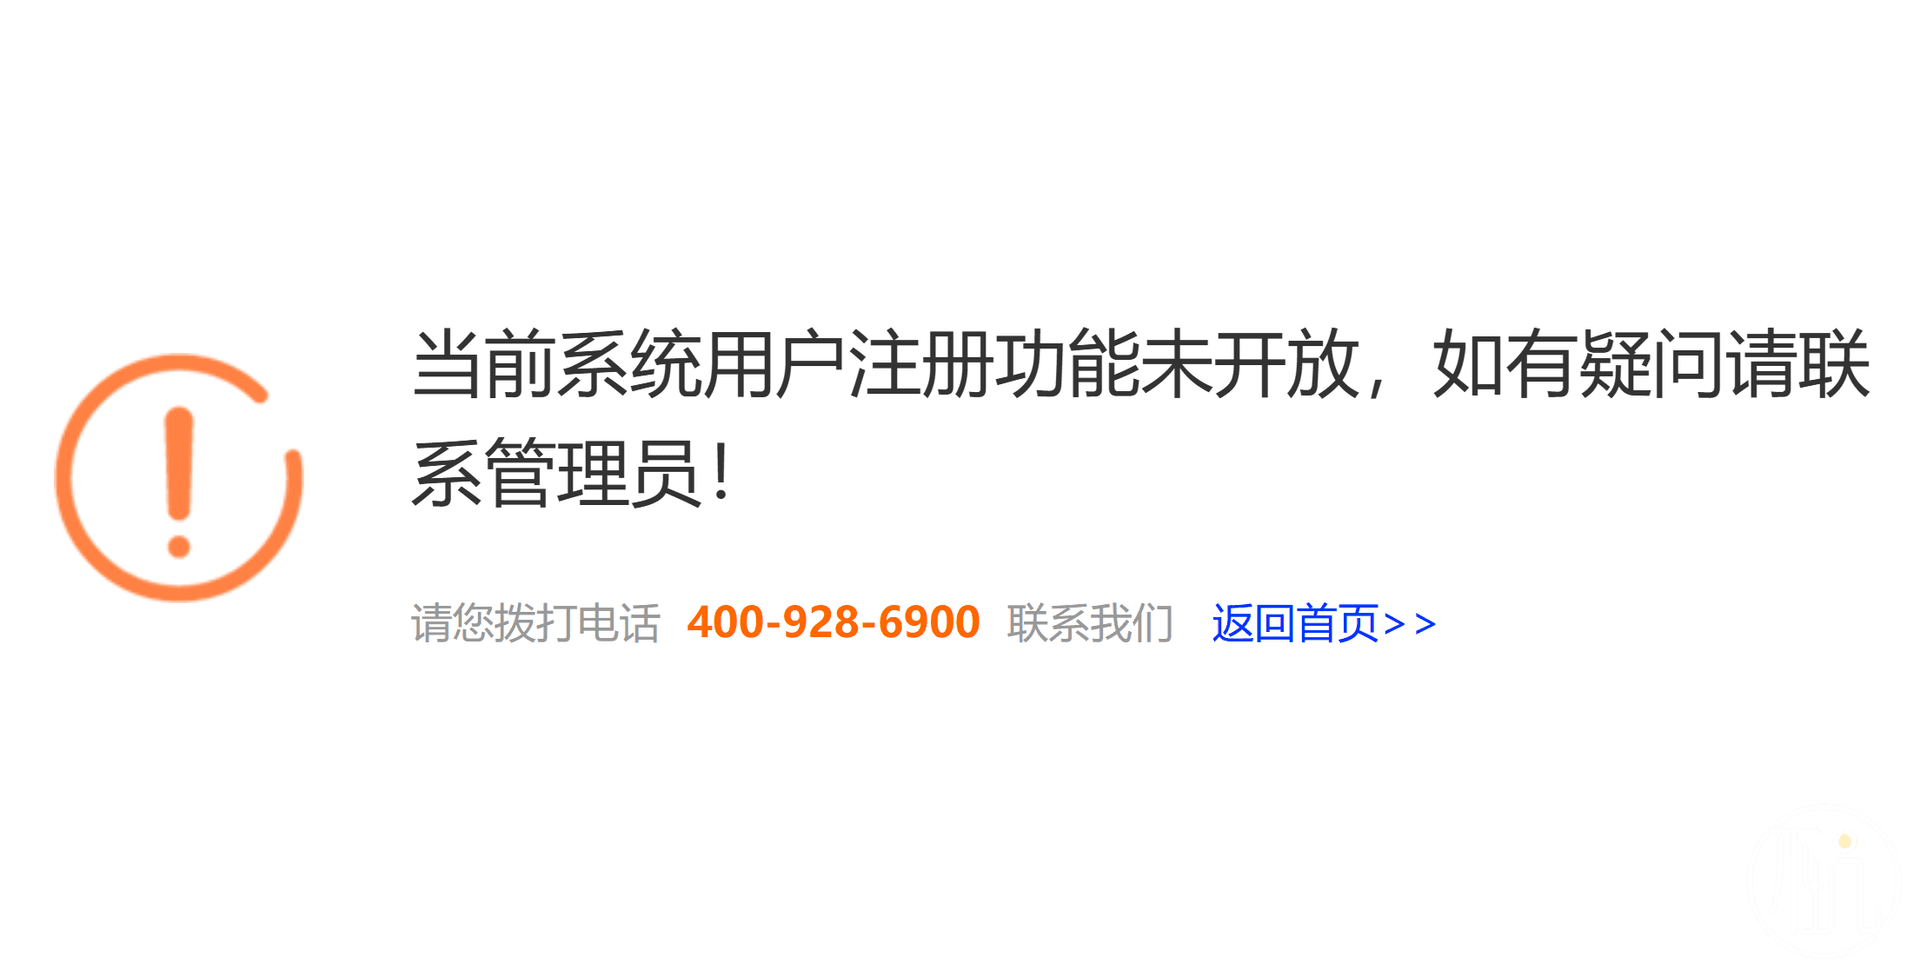 当前系统用户注册功能未开放，如有疑问请联
系管理员！
请您拨打电话 400-928-6900 联系我们 返回首页>>